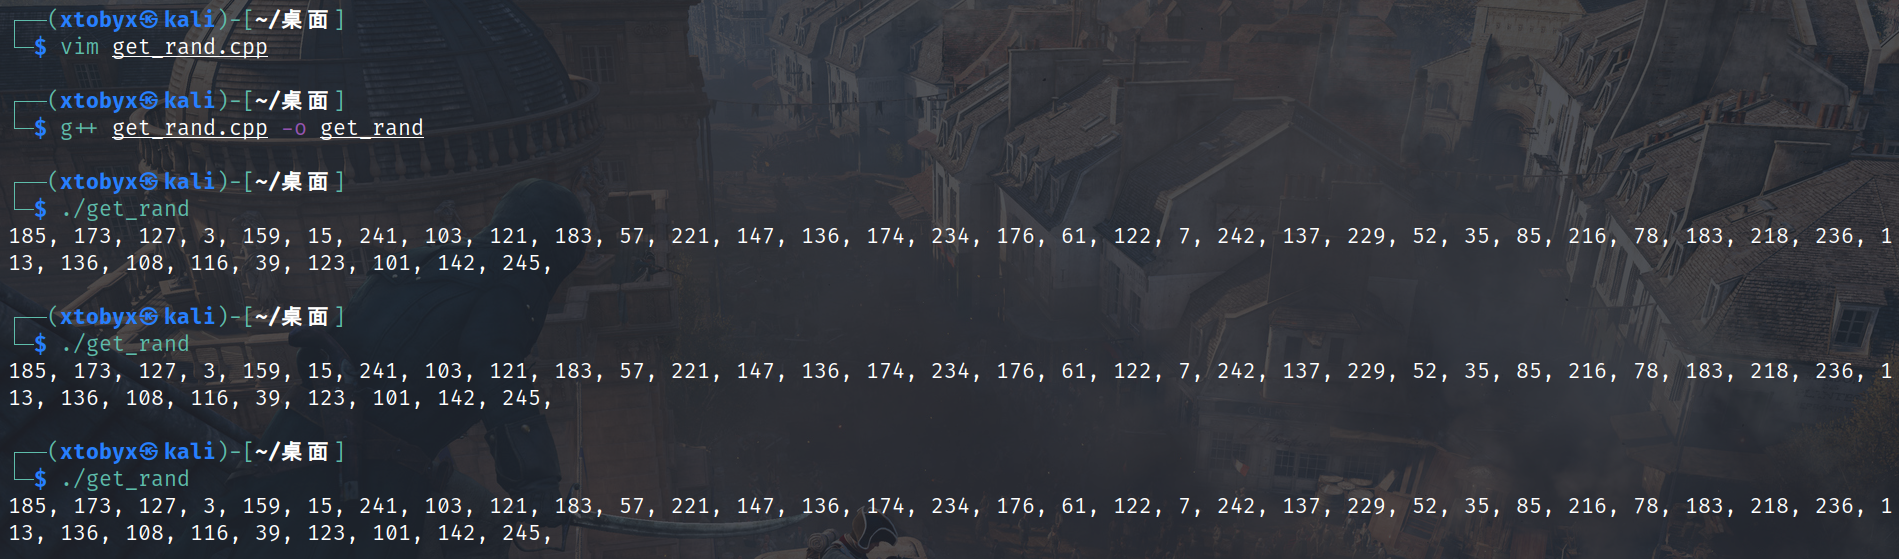 ┌──(xtobyx㉿kali)-[~/桌面]
└─$ vim get_rand.cpp
┌──(xtobyx㉿kali)-[~/桌面]
└─$ g++ get_rand.cpp -o get_rand
┌──(xtobyx㉿kali)-[~/桌面]
└─$ ./get_rand
185, 173, 127, 3, 159, 15, 241, 103, 121, 183, 57, 221, 147, 136, 174, 234, 176, 61, 122, 7, 242, 137, 229, 52, 35, 85, 216, 78, 183, 218, 236, 1
13, 136, 108, 116, 39, 123, 101, 142, 245,
┌──(xtobyx㉿kali)-[~/桌面]
└─$ ./get_rand
185, 173, 127, 3, 159, 15, 241, 103, 121, 183, 57, 221, 147, 136, 174, 234, 176, 61, 122, 7, 242, 137, 229, 52, 35, 85, 216, 78, 183, 218, 236, 1
13, 136, 108, 116, 39, 123, 101, 142, 245,
┌──(xtobyx㉿kali)-[~/桌面]
└─$ ./get_rand
185, 173, 127, 3, 159, 15, 241, 103, 121, 183, 57, 221, 147, 136, 174, 234, 176, 61, 122, 7, 242, 137, 229, 52, 35, 85, 216, 78, 183, 218, 236, 1
13, 136, 108, 116, 39, 123, 101, 142, 245,